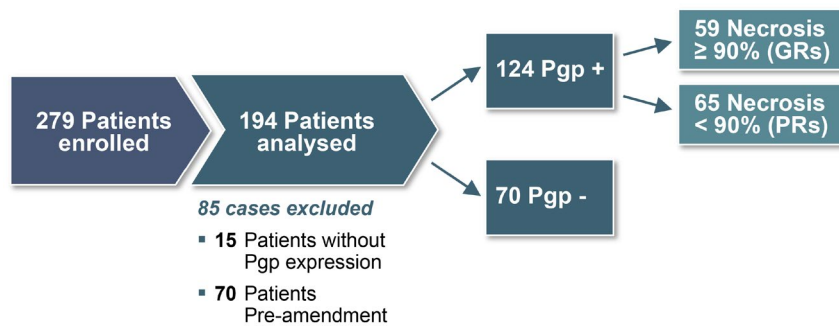 279 Patients
enrolled
194 Patients
analysed
85 cases excluded
▪ 15 Patients without
Pgp expression
▪ 70 Patients
Pre-amendment
124 Pgp +
70 Pgp -
59 Necrosis
≥ 90% (GRs)
65 Necrosis
< 90% (PRs)